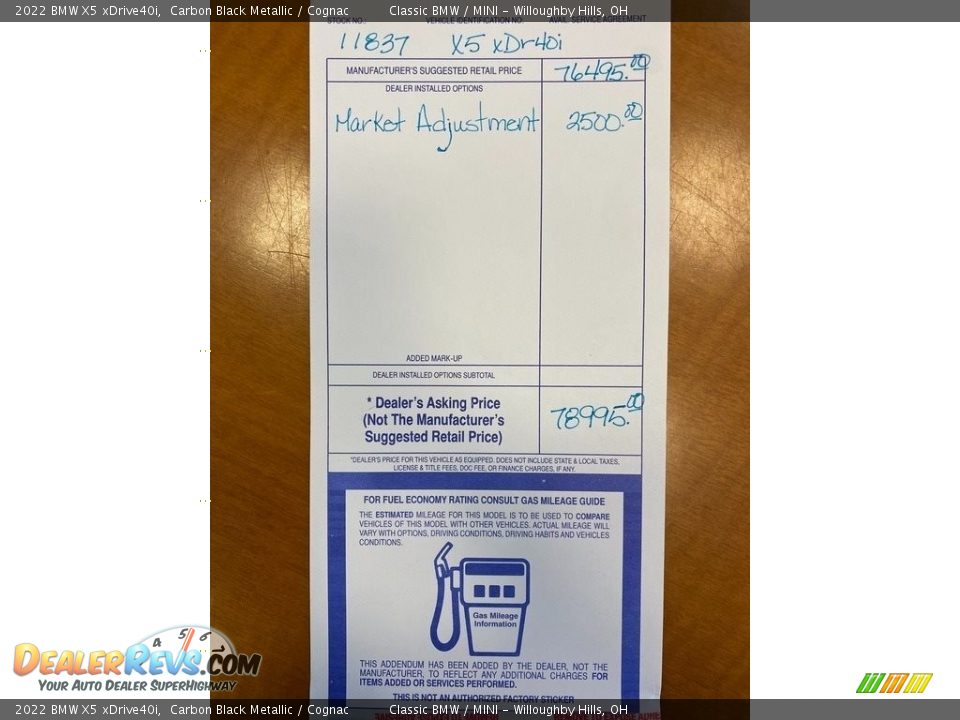 2022 BMW X5 xDrive40i, Carbon Black Metallic / Cognac Classic BMW / MINI - Willoughby Hills, OH
STOCK NO.: VEHICLE IDENTIFICATION NO. AVAIL. SERVICE AGREEMENT
11837 X5 xDr40i
MANUFACTURER'S SUGGESTED RETAIL PRICE 76495.00
DEALER INSTALLED OPTIONS
Market Adjustment 2500.00
ADDED MARK-UP
DEALER INSTALLED OPTIONS SUBTOTAL
* Dealer's Asking Price
(Not The Manufacturer's
Suggested Retail Price)
78995.00
*DEALER'S PRICE FOR THIS VEHICLE AS EQUIPPED. DOES NOT INCLUDE STATE & LOCAL TAXES,
LICENSE & TITLE FEES, DOC FEE, OR FINANCE CHARGES, IF ANY.
FOR FUEL ECONOMY RATING CONSULT GAS MILEAGE GUIDE
THE ESTIMATED MILEAGE FOR THIS MODEL IS TO BE USED TO COMPARE
VEHICLES OF THIS MODEL WITH OTHER VEHICLES. ACTUAL MILEAGE WILL
VARY WITH OPTIONS, DRIVING CONDITIONS, DRIVING HABITS AND VEHICLES
CONDITIONS.
Gas Mileage
Information
THIS ADDENDUM HAS BEEN ADDED BY THE DEALER, NOT THE
MANUFACTURER, TO REFLECT ANY ADDITIONAL CHARGES FOR
ITEMS ADDED OR SERVICES PERFORMED.
THIS IS NOT AN AUTHORIZED FACTORY STICKER
4 5 6
DEALERREVS.COM
YOUR AUTO DEALER SUPERHIGHWAY
2022 BMW X5 xDrive40i, Carbon Black Metallic / Cognac Classic BMW / MINI - Willoughby Hills, OH